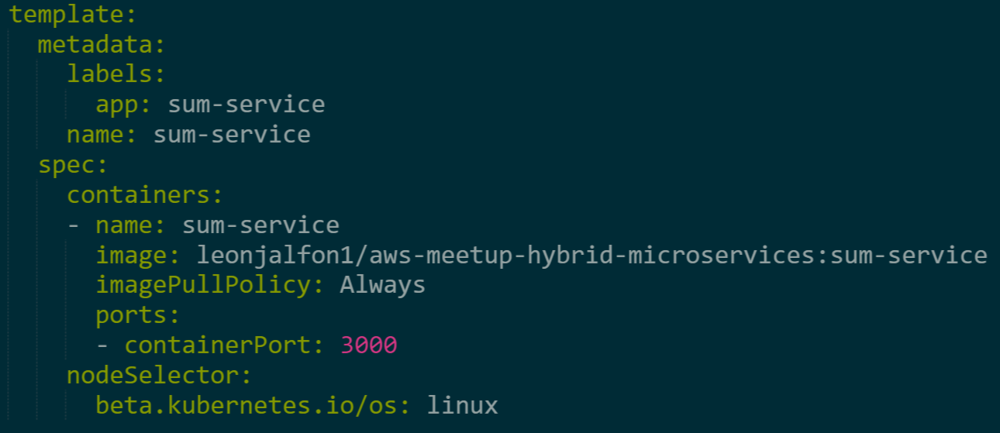 template:
  metadata:
    labels:
      app: sum-service
    name: sum-service
  spec:
    containers:
    - name: sum-service
      image: leonjalfon1/aws-meetup-hybrid-microservices:sum-service
      imagePullPolicy: Always
      ports:
      - containerPort: 3000
    nodeSelector:
      beta.kubernetes.io/os: linux